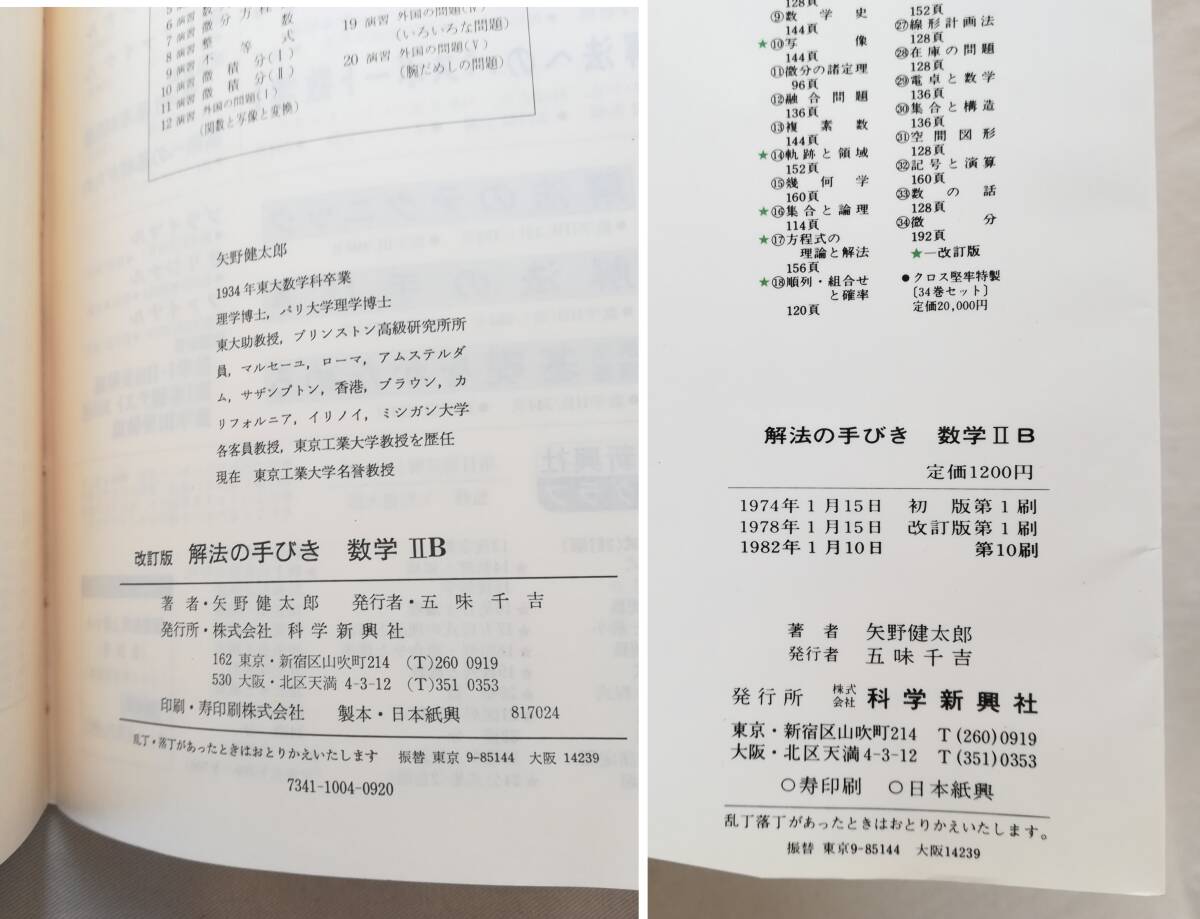 6 演習 微分方程
7 演習 整数
8 演習 不等式
9 演習 微積分(Ⅰ)
10 演習 微積分(Ⅱ)
11 演習 外国の問題(Ⅰ)
12 演習
(関数と写像と変換)
19 演習 外国の問題(Ⅳ)
(いろいろな問題)
20 演習 外国の問題(Ⅴ)
(腕だめしの問題)
矢野健太郎
1934年東大数学科卒業
理学博士，パリ大学理学博士
東大助教授，プリンストン高級研究所所
員，マルセーユ，ローマ，アムステルダ
ム，サザンプトン，香港，ブラウン，カ
リフォルニア，イリノイ，ミシガン大学
各客員教授，東京工業大学教授を歴任
現在 東京工業大学名誉教授
改訂版 解法の手びき 数学 ⅡB
著者・矢野健太郎 発行者・五味千吉
発行所・株式会社 科学新興社
162 東京・新宿区山吹町214 (T)260 0919
530 大阪・北区天満 4-3-12 (T)351 0353
印刷・寿印刷株式会社 製本・日本紙興 817024
乱丁・落丁があったときはおとりかえいたします 振替 東京 9-85144 大阪 14239
7341-1004-0920
128頁
⑨数学史
144頁
★⑩写像
144頁
⑪微分の諸定理
96頁
⑫融合問題
136頁
⑬複素数
144頁
★⑭軌跡と領域
152頁
⑮幾何学
160頁
★⑯集合と論理
114頁
★⑰方程式の
理論と解法
156頁
★⑱順列・組合せ
と確率
120頁
152頁
㉗線形計画法
128頁
㉘在庫の問題
128頁
㉙電卓と数学
136頁
㉚集合と構造
136頁
㉛空間図形
128頁
㉜記号と演算
160頁
㉝数の話
128頁
㉞微分
192頁
★―改訂版
●クロス堅牢特製
〔34巻セット〕
定価20,000円
解法の手びき 数学ⅡB
定価1200円
1974年1月15日 初版第1刷
1978年1月15日 改訂版第1刷
1982年1月10日 第10刷
著者 矢野健太郎
発行者 五味千吉
発行所 株式会社 科学新興社
東京・新宿区山吹町214 T(260)0919
大阪・北区天満4-3-12 T(351)0353
○寿印刷 ○日本紙興
乱丁落丁があったときはおとりかえいたします。
振替 東京9-85144 大阪14239